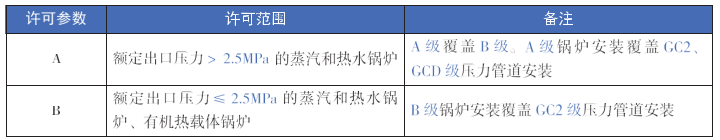 许可参数 许可范围 备注
A 额定出口压力> 2.5MPa 的蒸汽和热水锅炉 A 级覆盖 B 级。A 级锅炉安装覆盖 GC2、
GCD 级压力管道安装
B 额定出口压力≤ 2.5MPa 的蒸汽和热水锅
炉、有机热载体锅炉 B 级锅炉安装覆盖 GC2 级压力管道安装